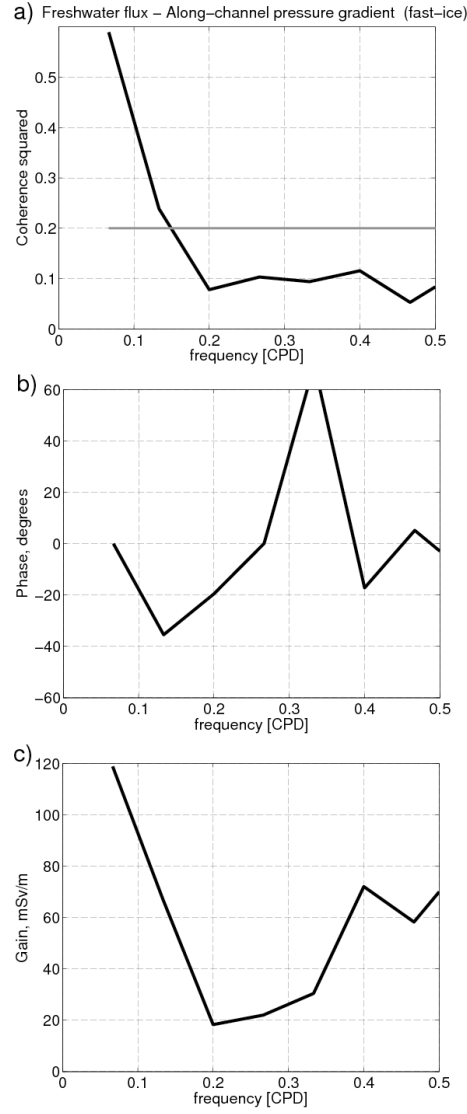 a) Freshwater flux – Along–channel pressure gradient (fast–ice)
Coherence squared
0.5
0.4
0.3
0.2
0.1
0
0 0.1 0.2 0.3 0.4 0.5
frequency [CPD]
b)
Phase, degrees
60
40
20
0
−20
−40
−60
0 0.1 0.2 0.3 0.4 0.5
frequency [CPD]
c)
Gain, mSv/m
120
100
80
60
40
20
0
0 0.1 0.2 0.3 0.4 0.5
frequency [CPD]